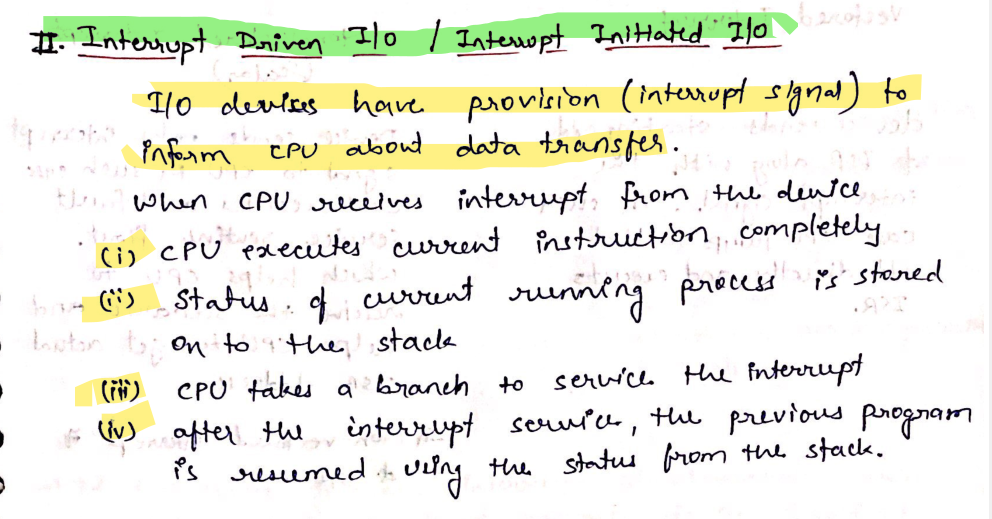 II. Interrupt Driven I/O / Interrupt Initiated I/O
I/O devices have provision (interrupt signal) to
inform CPU about data transfer.
when CPU receives interrupt from the device
(i) CPU executes current instruction completely
(ii) Status of current running process is stored
on to the stack
(iii) CPU takes a branch to service the interrupt
(iv) after the interrupt service, the previous program
is resumed using the status from the stack.